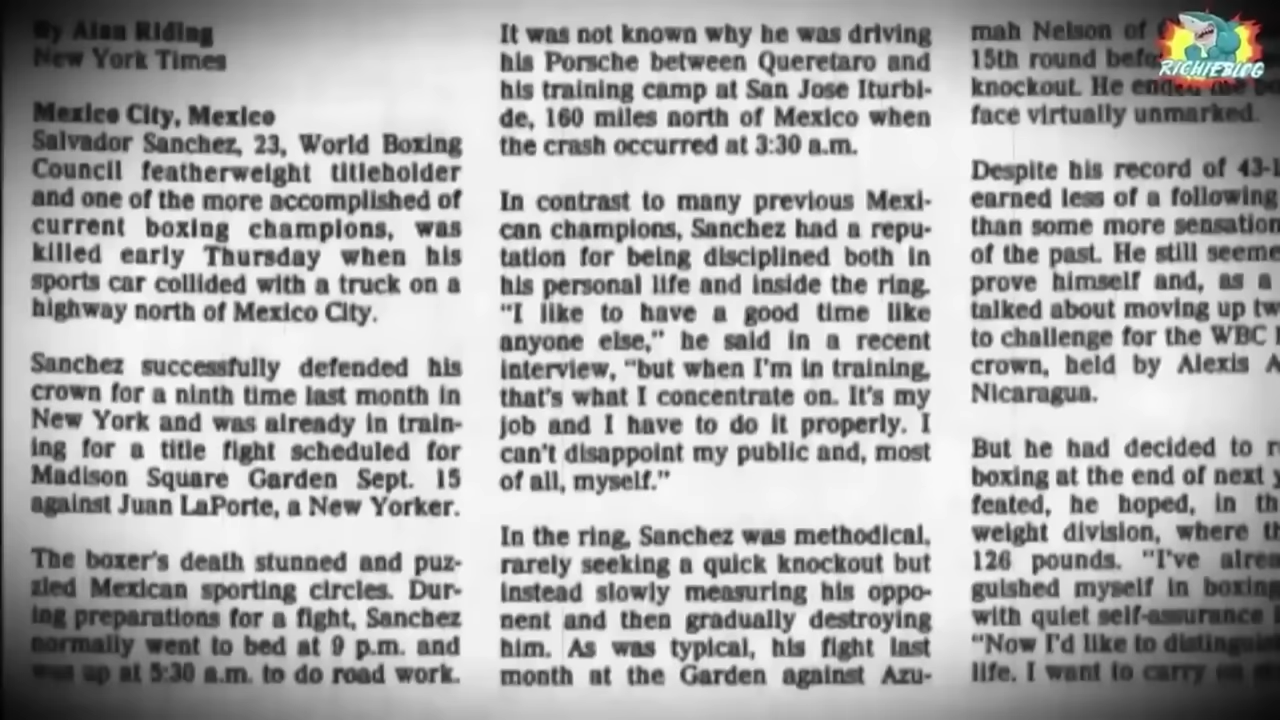 By Alan Riding
New York Times
Mexico City, Mexico
Salvador Sanchez, 23, World Boxing
Council featherweight titleholder
and one of the more accomplished of
current boxing champions, was
killed early Thursday when his
sports car collided with a truck on a
highway north of Mexico City.
Sanchez successfully defended his
crown for a ninth time last month in
New York and was already in train-
ing for a title fight scheduled for
Madison Square Garden Sept. 15
against Juan LaPorte, a New Yorker.
The boxer's death stunned and puz-
zled Mexican sporting circles. Dur-
ing preparations for a fight, Sanchez
normally went to bed at 9 p.m. and
was up at 5:30 a.m. to do road work.
It was not known why he was driving
his Porsche between Queretaro and
his training camp at San Jose Iturbi-
de, 160 miles north of Mexico when
the crash occurred at 3:30 a.m.
In contrast to many previous Mexi-
can champions, Sanchez had a repu-
tation for being disciplined both in
his personal life and inside the ring.
"I like to have a good time like
anyone else," he said in a recent
interview, "but when I'm in training,
that's what I concentrate on. It's my
job and I have to do it properly. I
can't disappoint my public and, most
of all, myself."
In the ring, Sanchez was methodical,
rarely seeking a quick knockout but
instead slowly measuring his oppo-
nent and then gradually destroying
him. As was typical, his fight last
month at the Garden against Azu-
mah Nelson of
15th round
knockout. He
face virtually unmarked.
Despite his record of
earned less of a following
than some more
of the past. He still
prove himself and, as a
talked about moving up
to challenge for the WBC
crown, held by Alexis
Nicaragua.
But he had decided to
boxing at the end of next
feated, he hoped, in
weight division, where
126 pounds. "I've
guished myself in boxing
with quiet self-assurance
"Now I'd like to
life. I want to carry
RICHIEBLOG